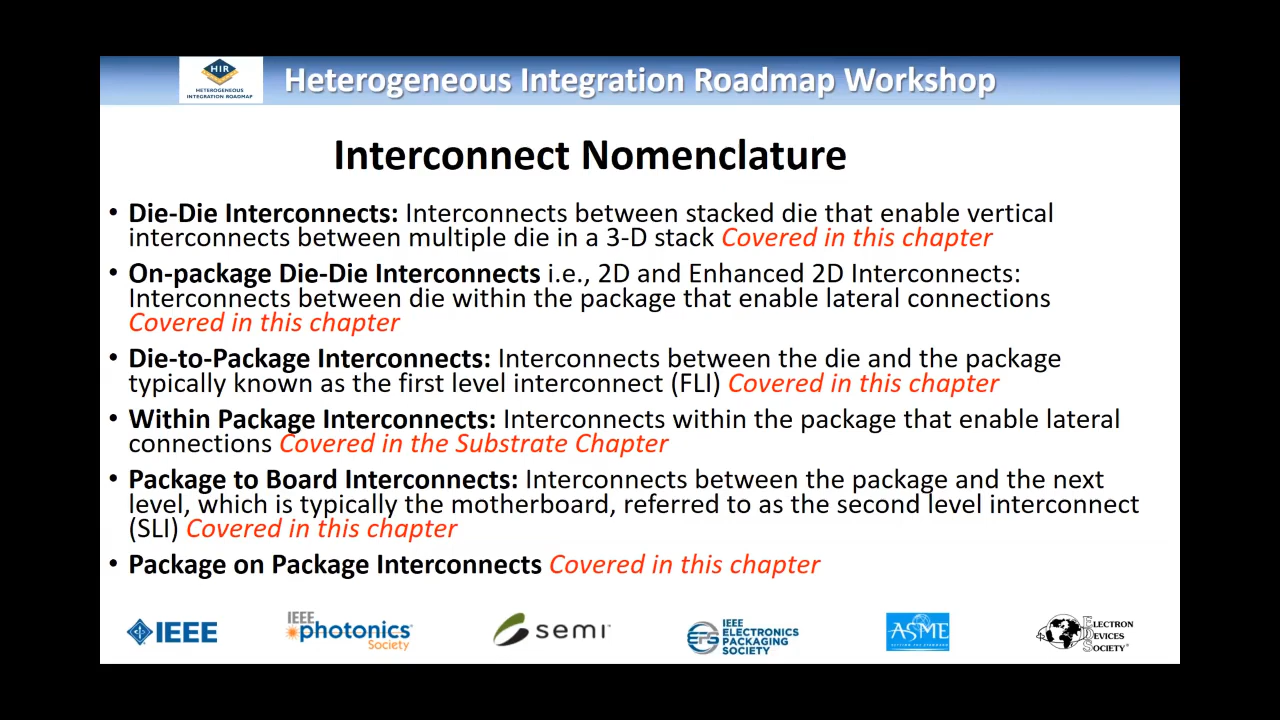 HIR
HETEROGENEOUS
INTEGRATION ROADMAP
Heterogeneous Integration Roadmap Workshop
Interconnect Nomenclature
• Die-Die Interconnects: Interconnects between stacked die that enable vertical
interconnects between multiple die in a 3-D stack Covered in this chapter
• On-package Die-Die Interconnects i.e., 2D and Enhanced 2D Interconnects:
Interconnects between die within the package that enable lateral connections
Covered in this chapter
• Die-to-Package Interconnects: Interconnects between the die and the package
typically known as the first level interconnect (FLI) Covered in this chapter
• Within Package Interconnects: Interconnects within the package that enable lateral
connections Covered in the Substrate Chapter
• Package to Board Interconnects: Interconnects between the package and the next
level, which is typically the motherboard, referred to as the second level interconnect
(SLI) Covered in this chapter
• Package on Package Interconnects Covered in this chapter
IEEE
IEEE
photonics
Society
semi
EPS
IEEE
ELECTRONICS
PACKAGING
SOCIETY
ASME
SETTING THE STANDARD
ELECTRON
DEVICES
SOCIETY®